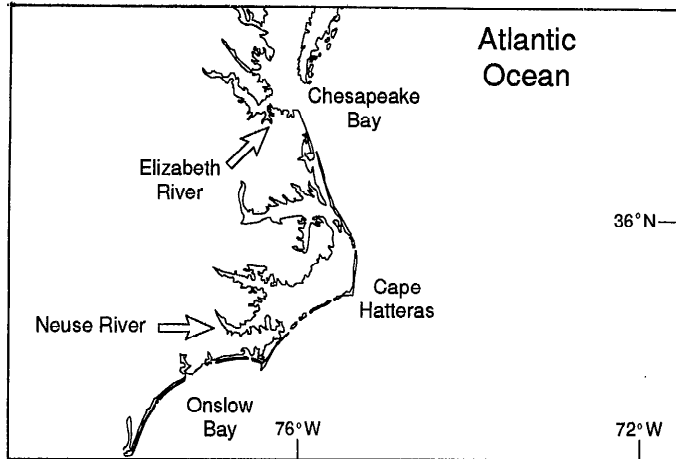 Atlantic
Ocean
Chesapeake
Bay
Elizabeth
River
36°N
Cape
Hatteras
Neuse River
Onslow
Bay
76°W
72°W